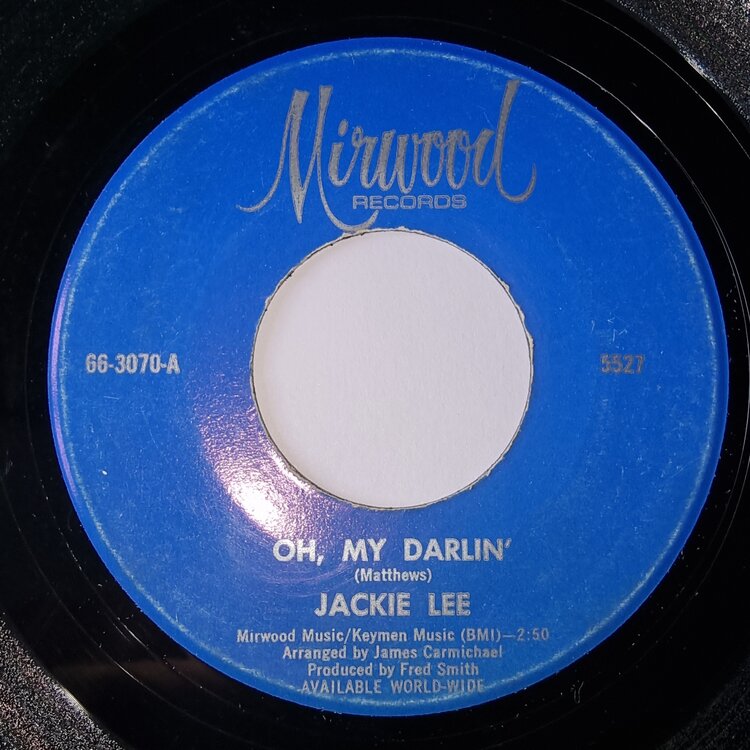 Mirwood
RECORDS
66-3070-A
5527
OH, MY DARLIN'
(Matthews)
JACKIE LEE
Mirwood Music/Keymen Music (BMI)—2:50
Arranged by James Carmichael
Produced by Fred Smith
AVAILABLE WORLD-WIDE